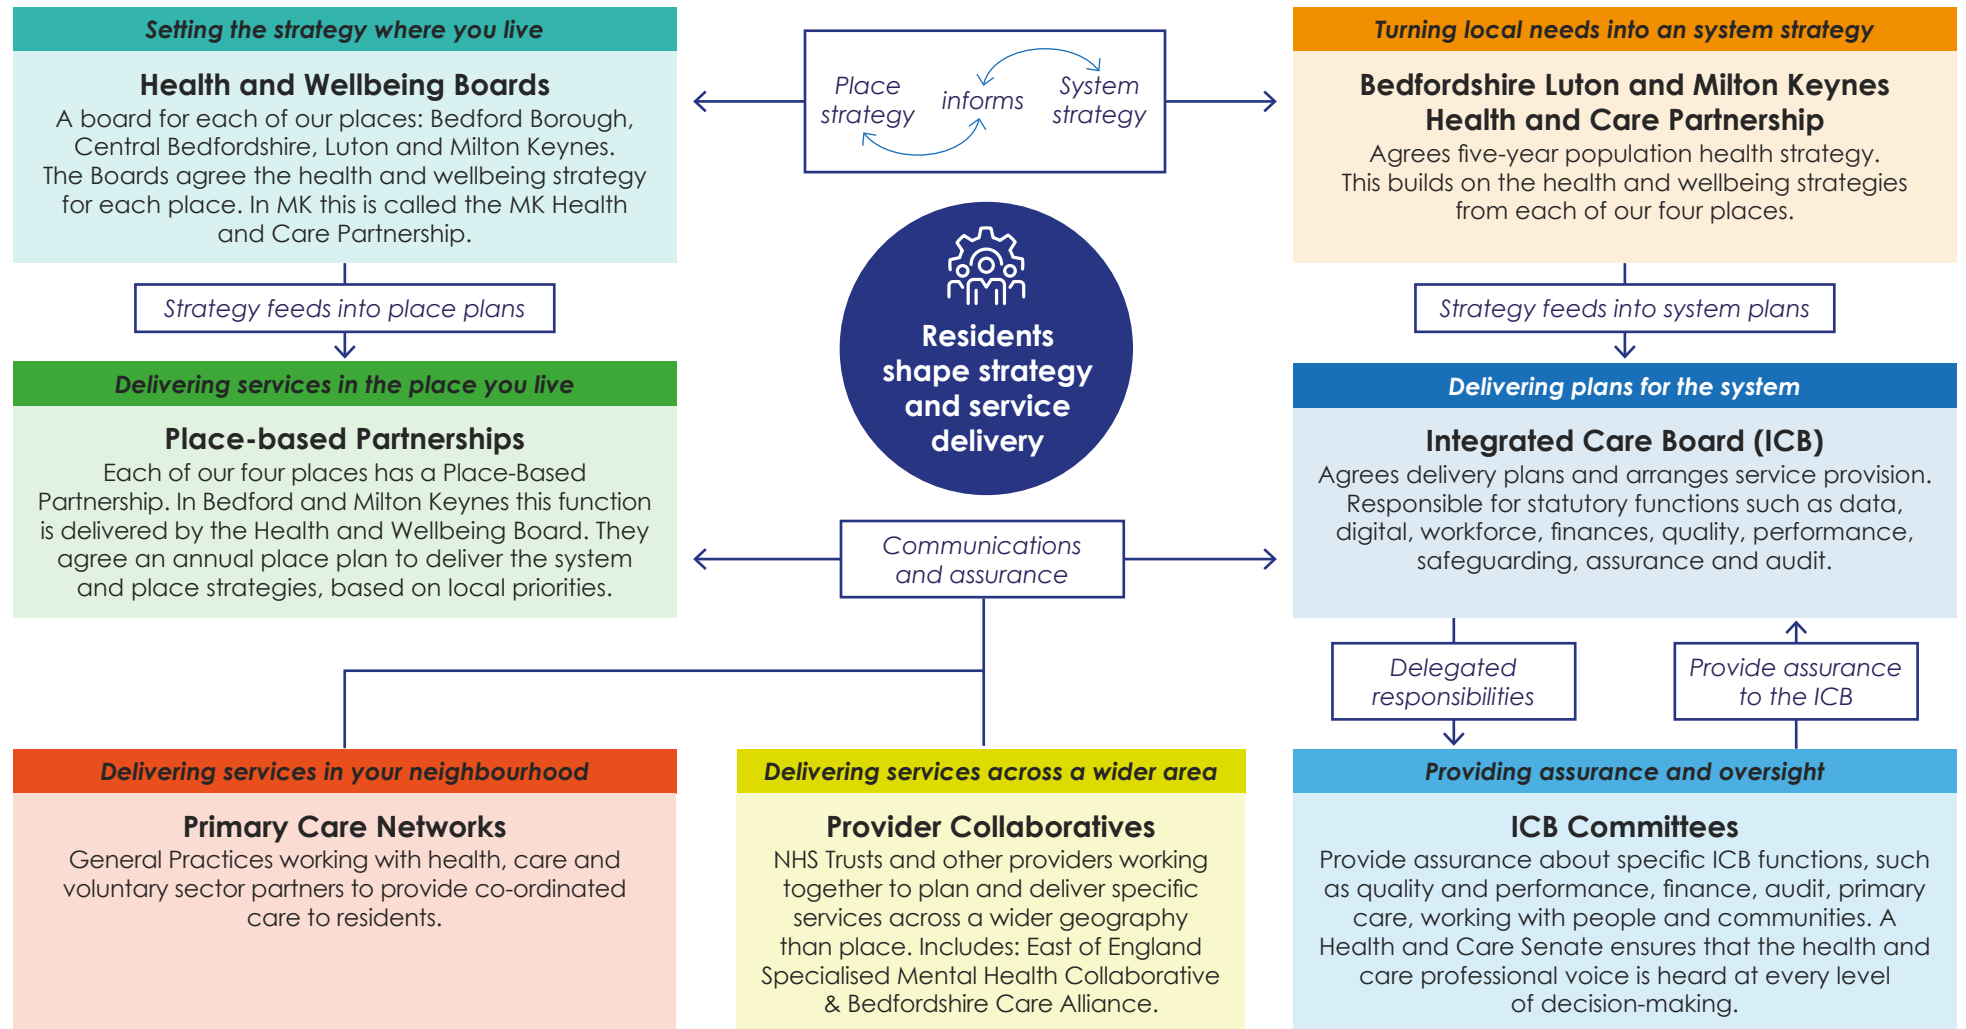 Setting the strategy where you live
Health and Wellbeing Boards
A board for each of our places: Bedford Borough,
Central Bedfordshire, Luton and Milton Keynes.
The Boards agree the health and wellbeing strategy
for each place. In MK this is called the MK Health
and Care Partnership.
Place
strategy
informs
System
strategy
Turning local needs into an system strategy
Bedfordshire Luton and Milton Keynes
Health and Care Partnership
Agrees five-year population health strategy.
This builds on the health and wellbeing strategies
from each of our four places.
Strategy feeds into place plans
Residents
shape strategy
and service
delivery
Strategy feeds into system plans
Delivering services in the place you live
Place-based Partnerships
Each of our four places has a Place-Based
Partnership. In Bedford and Milton Keynes this function
is delivered by the Health and Wellbeing Board. They
agree an annual place plan to deliver the system
and place strategies, based on local priorities.
Communications
and assurance
Delivering plans for the system
Integrated Care Board (ICB)
Agrees delivery plans and arranges service provision.
Responsible for statutory functions such as data,
digital, workforce, finances, quality, performance,
safeguarding, assurance and audit.
Delegated
responsibilities
Provide assurance
to the ICB
Delivering services in your neighbourhood
Primary Care Networks
General Practices working with health, care and
voluntary sector partners to provide co-ordinated
care to residents.
Delivering services across a wider area
Provider Collaboratives
NHS Trusts and other providers working
together to plan and deliver specific
services across a wider geography
than place. Includes: East of England
Specialised Mental Health Collaborative
& Bedfordshire Care Alliance.
Providing assurance and oversight
ICB Committees
Provide assurance about specific ICB functions, such
as quality and performance, finance, audit, primary
care, working with people and communities. A
Health and Care Senate ensures that the health and
care professional voice is heard at every level
of decision-making.